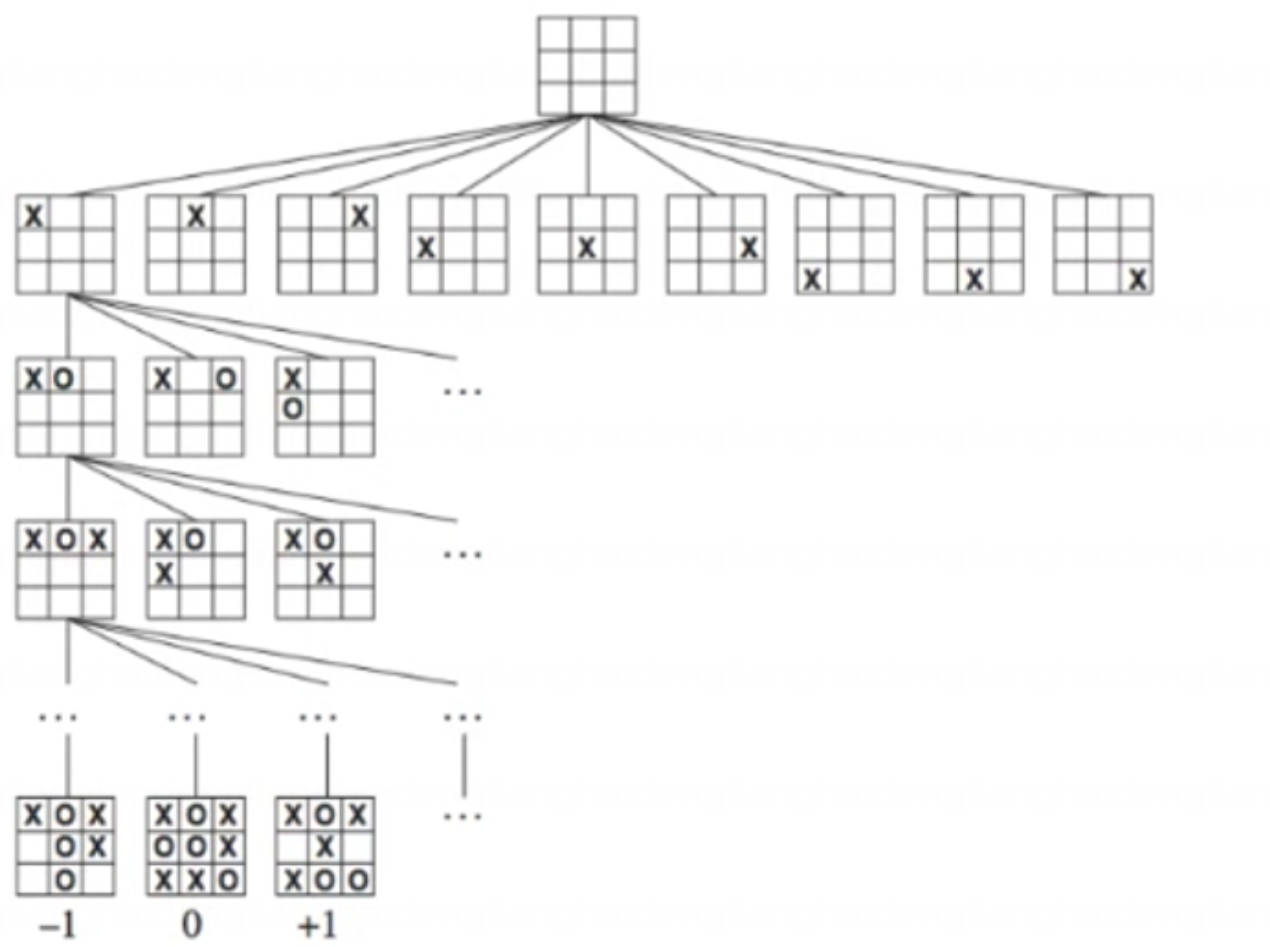 X X X X X X X X X
X O X O X
O
...
X O X X O X O
X X
...
... ... ... ...
X O X X O X X O X ...
O X O O X X
O X X O X O O
−1 0 +1